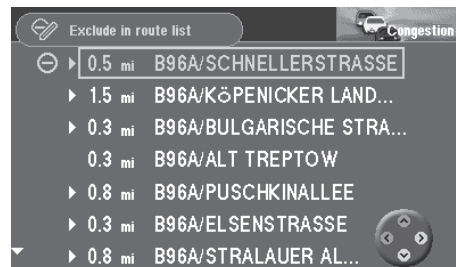 Exclude in route list
Congestion
0.5 mi B96A/SCHNELLERSTRASSE
1.5 mi B96A/KöPENICKER LAND...
0.3 mi B96A/BULGARISCHE STRA...
0.3 mi B96A/ALT TREPTOW
0.8 mi B96A/PUSCHKINALLEE
0.3 mi B96A/ELSENSTRASSE
0.8 mi B96A/STRALAUER AL...